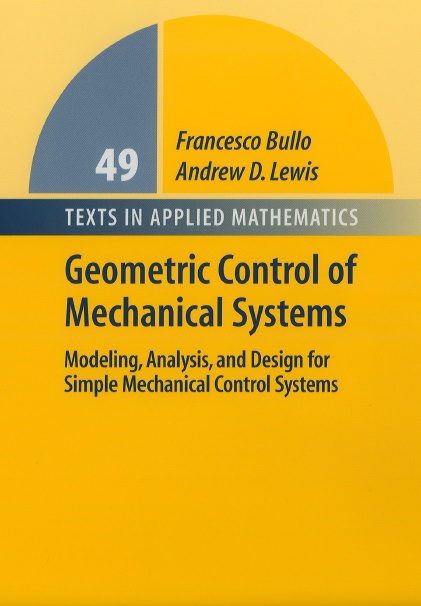 Francesco Bullo
49
Andrew D. Lewis
TEXTS IN APPLIED MATHEMATICS
Geometric Control of
Mechanical Systems
Modeling, Analysis, and Design for
Simple Mechanical Control Systems